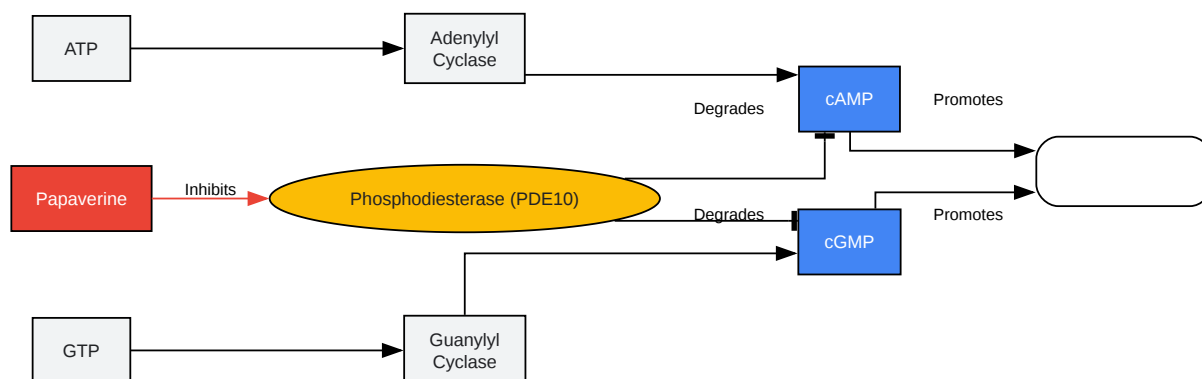 ATP
Adenylyl
Cyclase
Degrades
cAMP
Promotes
Papaverine
Inhibits
Phosphodiesterase (PDE10)
Degrades
Promotes
cGMP
GTP
Guanylyl
Cyclase